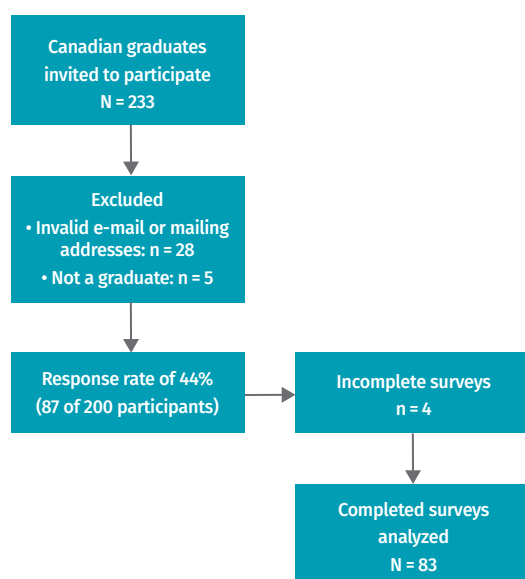 Canadian graduates
invited to participate
N = 233
Excluded
• Invalid e-mail or mailing
addresses: n = 28
• Not a graduate: n = 5
Response rate of 44%
(87 of 200 participants)
Incomplete surveys
n = 4
Completed surveys
analyzed
N = 83